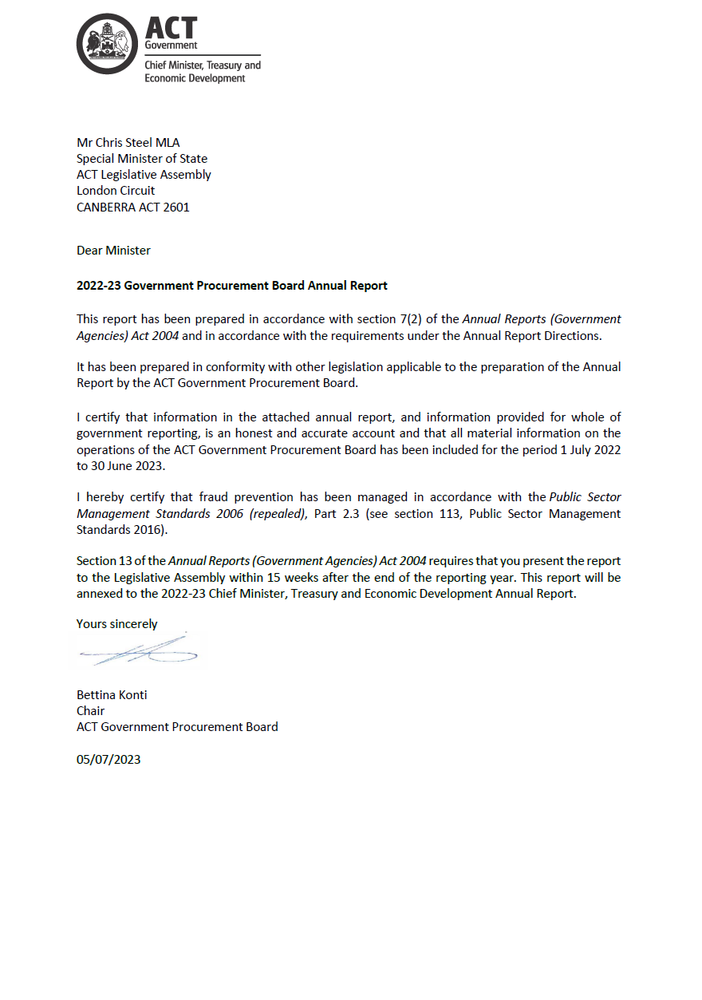 ACT
Government
Chief Minister, Treasury and
Economic Development
Mr Chris Steel MLA
Special Minister of State
ACT Legislative Assembly
London Circuit
CANBERRA ACT 2601
Dear Minister
2022-23 Government Procurement Board Annual Report
This report has been prepared in accordance with section 7(2) of the Annual Reports (Government
Agencies) Act 2004 and in accordance with the requirements under the Annual Report Directions.
It has been prepared in conformity with other legislation applicable to the preparation of the Annual
Report by the ACT Government Procurement Board.
I certify that information in the attached annual report, and information provided for whole of
government reporting, is an honest and accurate account and that all material information on the
operations of the ACT Government Procurement Board has been included for the period 1 July 2022
to 30 June 2023.
I hereby certify that fraud prevention has been managed in accordance with the Public Sector
Management Standards 2006 (repealed), Part 2.3 (see section 113, Public Sector Management
Standards 2016).
Section 13 of the Annual Reports (Government Agencies) Act 2004 requires that you present the report
to the Legislative Assembly within 15 weeks after the end of the reporting year. This report will be
annexed to the 2022-23 Chief Minister, Treasury and Economic Development Annual Report.
Yours sincerely
Bettina Konti
Chair
ACT Government Procurement Board
05/07/2023